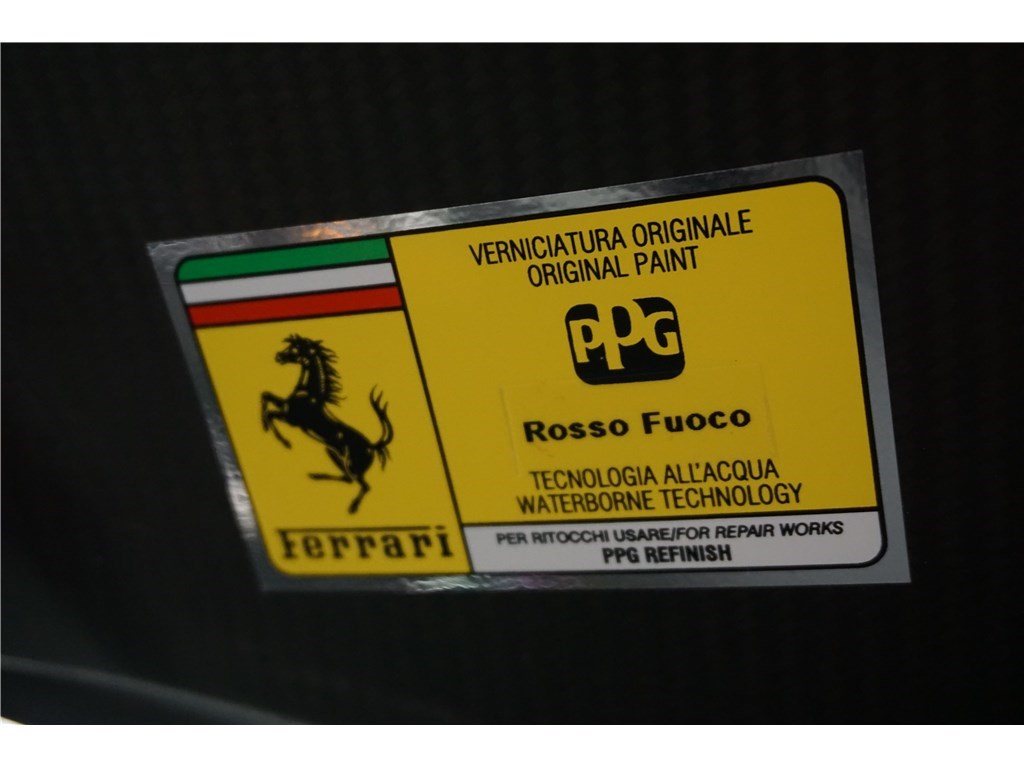 Ferrari
VERNICIATURA ORIGINALE
ORIGINAL PAINT
PPG
Rosso Fuoco
TECNOLOGIA ALL'ACQUA
WATERBORNE TECHNOLOGY
PER RITOCCHI USARE/FOR REPAIR WORKS
PPG REFINISH